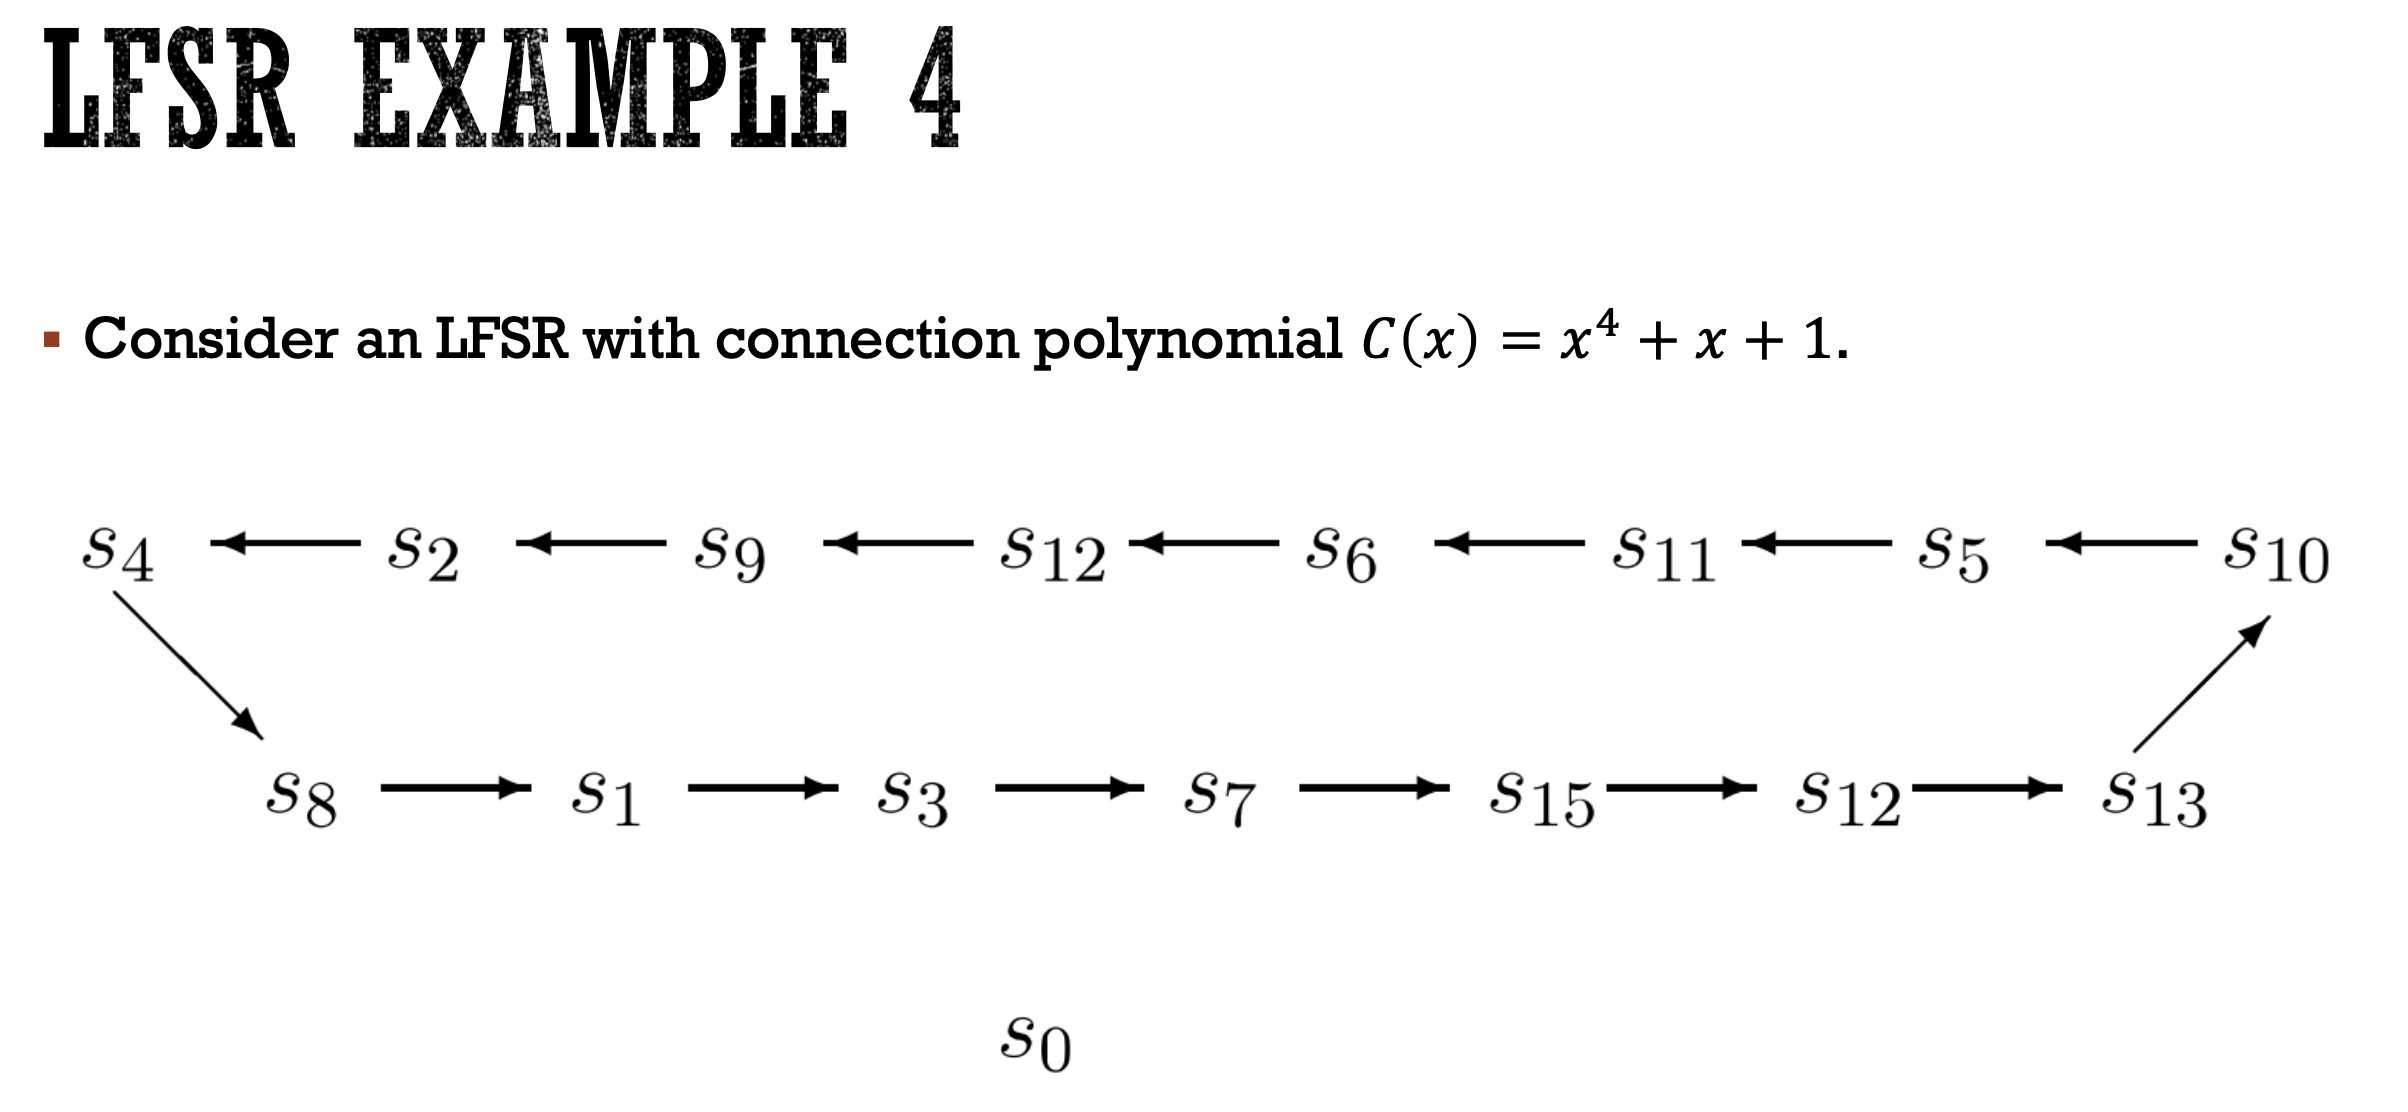 LFSR EXAMPLE 4
▪ Consider an LFSR with connection polynomial C(x) = x⁴ + x + 1.
s₄ ← s₂ ← s₉ ← s₁₂ ← s₆ ← s₁₁ ← s₅ ← s₁₀
s₈ → s₁ → s₃ → s₇ → s₁₅ → s₁₂ → s₁₃
s₀